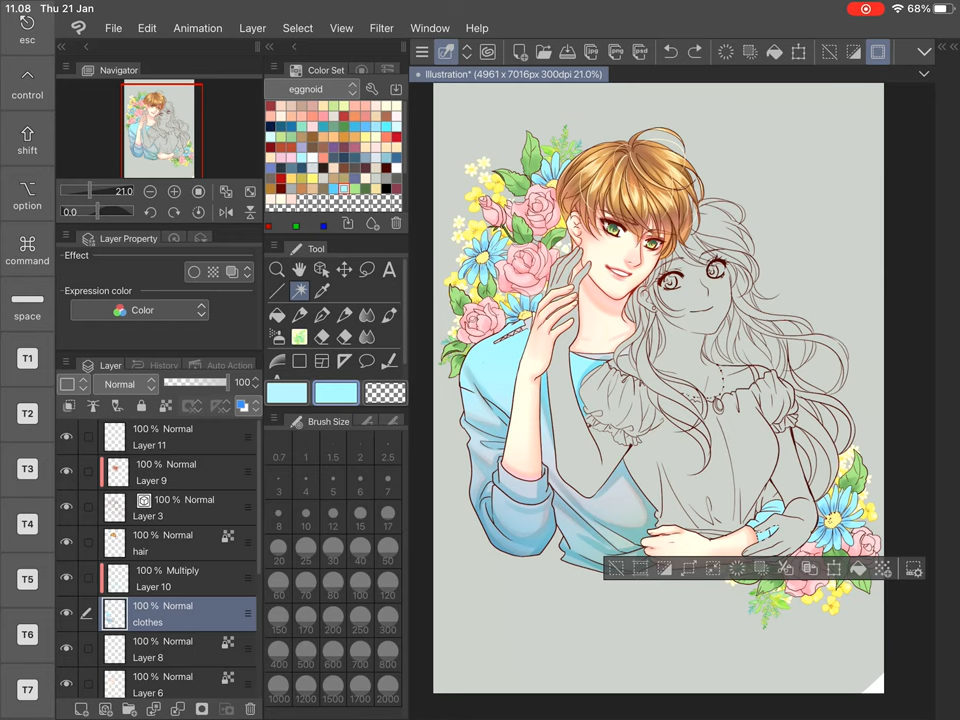 11.08 Thu 21 Jan
68%
esc
File Edit Animation Layer Select Filter Window Help
control
shift
option
command
space
T1
T2
T3
T4
T5
T6
T7
Navigator
21.0
0.0
Layer Property
Effect
Expression color
Color
Layer History Auto Action
Normal 100
100 % Normal
Layer 11
100 % Normal
Layer 9
100 % Normal
Layer 3
100 % Normal
hair
100 % Multiply
Layer 10
100 % Normal
clothes
100 % Normal
Layer 8
100 % Normal
Layer 6
Color Set
eggnoid
Tool
A
Brush Size
0.7 1 1.5 2 2.5
3 4 5 6 7
8 10 12 15 17
20 25 30 40 50
60 70 80 100 120
150 170 200 250 300
400 500 600 700 800
1000 1200 1500 1700 2000
Illustration* (4961 x 7016px 300dpi 21.0%)